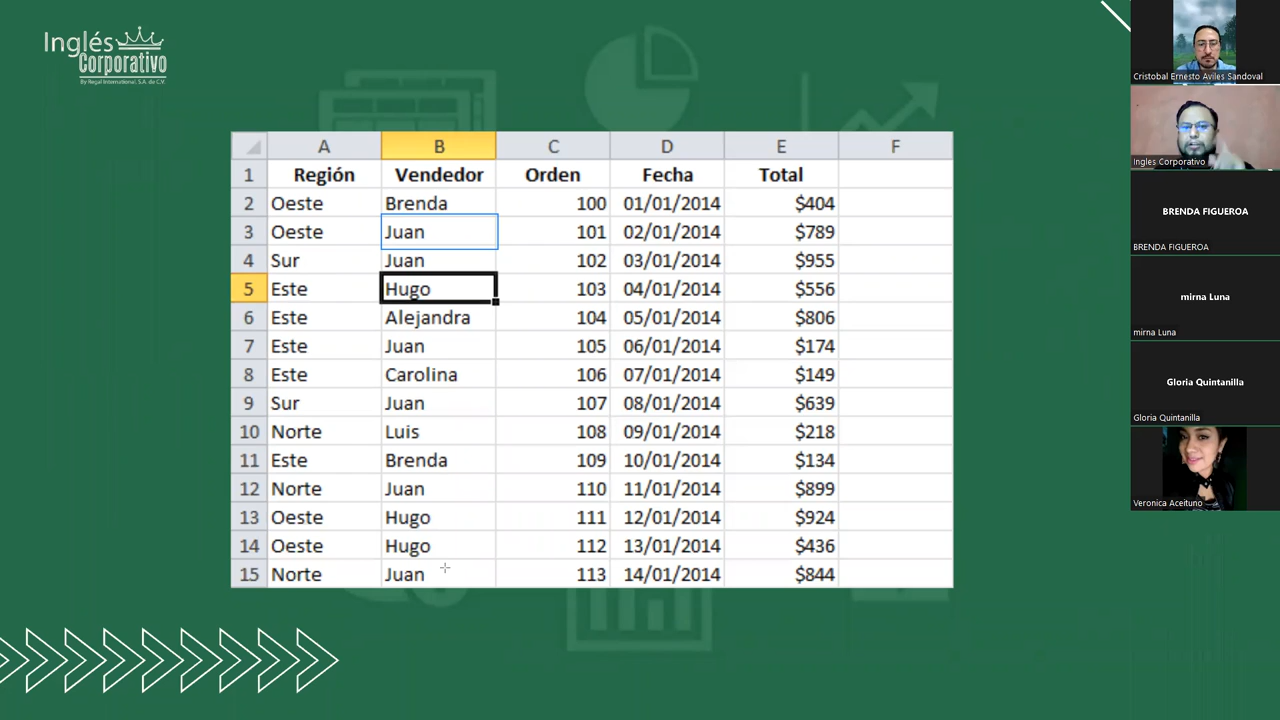 Inglés
Corporativo
By Regal International, S.A. de C.V.
A B C D E F
1 Región Vendedor Orden Fecha Total
2 Oeste Brenda 100 01/01/2014 $404
3 Oeste Juan 101 02/01/2014 $789
4 Sur Juan 102 03/01/2014 $955
5 Este Hugo 103 04/01/2014 $556
6 Este Alejandra 104 05/01/2014 $806
7 Este Juan 105 06/01/2014 $174
8 Este Carolina 106 07/01/2014 $149
9 Sur Juan 107 08/01/2014 $639
10 Norte Luis 108 09/01/2014 $218
11 Este Brenda 109 10/01/2014 $134
12 Norte Juan 110 11/01/2014 $899
13 Oeste Hugo 111 12/01/2014 $924
14 Oeste Hugo 112 13/01/2014 $436
15 Norte Juan 113 14/01/2014 $844
Cristobal Ernesto Aviles Sandoval
Ingles Corporativo
BRENDA FIGUEROA
BRENDA FIGUEROA
mirna Luna
mirna Luna
Gloria Quintanilla
Gloria Quintanilla
Veronica Aceituno